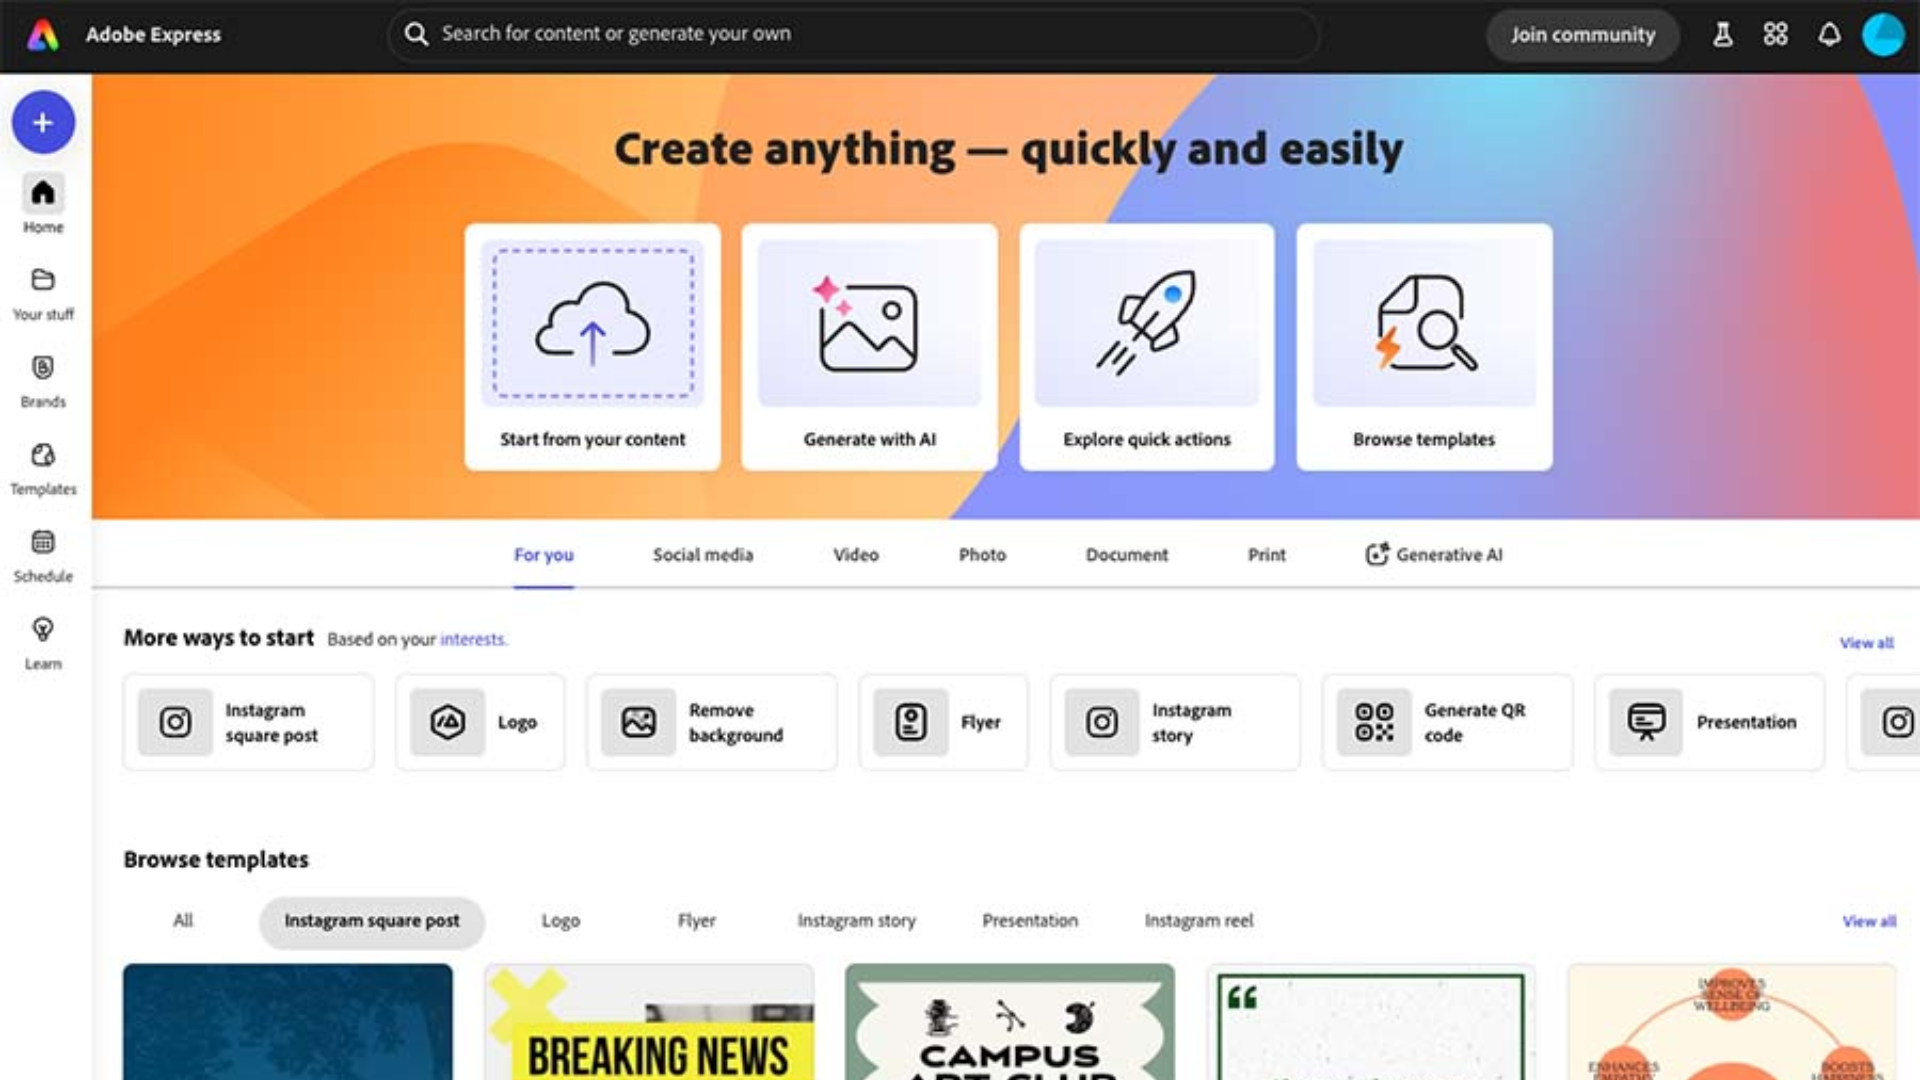 Adobe Express
Search for content or generate your own
Join community
Home
Your stuff
Brands
Templates
Schedule
Learn
Create anything — quickly and easily
Start from your content
Generate with AI
Explore quick actions
Browse templates
For you
Social media
Video
Photo
Document
Print
Generative AI
More ways to start
Based on your interests.
View all
Instagram
square post
Logo
Remove
background
Flyer
Instagram
story
Generate QR
code
Presentation
Browse templates
All
Instagram square post
Logo
Flyer
Instagram story
Presentation
Instagram reel
View all
BREAKING NEWS
CAMPUS
ART CLUB
IMPROVES
SENSE OF
WELLBEING
ENHANCES
EMPATHY
BOOSTS
HAPPINESS